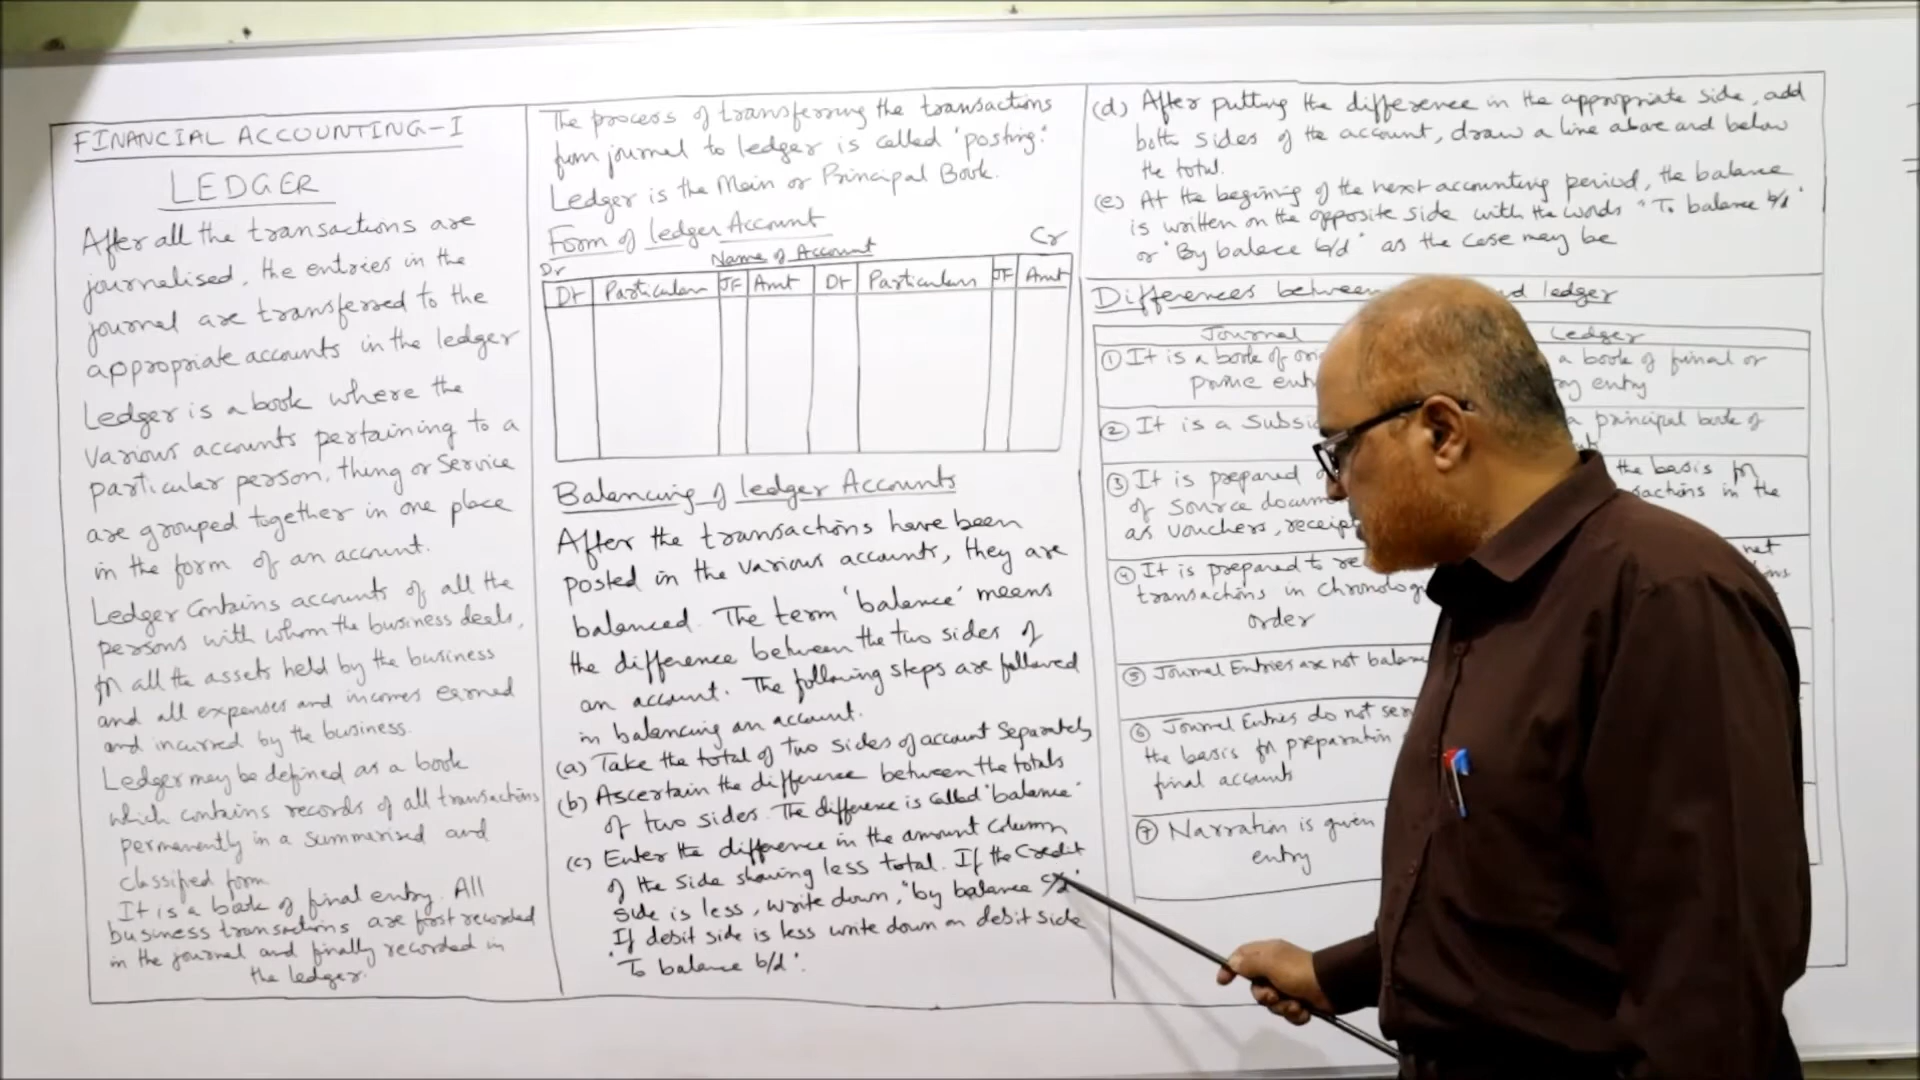 FINANCIAL ACCOUNTING-I
LEDGER
After all the transactions are
journalised, the entries in the
journal are transferred to the
appropriate accounts in the ledger
Ledger is a book where the
various accounts pertaining to a
particular person, thing or service
are grouped together in one place
in the form of an account.
Ledger contains accounts of all the
persons with whom the business deals,
for all the assets held by the business
and all expenses and incomes earned
and incurred by the business.
Ledger may be defined as a book
which contains records of all transactions
permanently in a summarised and
classified form
It is a book of final entry. All
business transactions are first recorded
in the journal and finally recorded in
the ledger.
The process of transferring the transactions
from journal to ledger is called 'posting'.
Ledger is the Main or Principal Book.
Form of ledger Account
Name of Account
Dr Cr
Dt Particulars JF Amt Dt Particulars JF Amt
Balancing of ledger Accounts
After the transactions have been
posted in the various accounts, they are
balanced. The term 'balance' means
the difference between the two sides of
an account. The following steps are followed
in balancing an account.
(a) Take the total of two sides of account separately
(b) Ascertain the difference between the totals
of two sides. The difference is called "balance"
(c) Enter the difference in the amount column
of the side showing less total. If the credit
side is less, write down, "by balance c/d"
If debit side is less write down on debit side
"To balance b/d".
(d) After putting the difference in the appropriate side, add
both sides of the account, draw a line above and below
the total.
(e) At the beginning of the next accounting period, the balance
is written on the opposite side with the words "To balance b/d"
or "By balace b/d" as the case may be
Differences between nd ledger
Journal Ledger
① It is a book of a book of final or
prime entry
② It is a a principal book of
③ It is prepared the basis for
of source in the
as vouchers,
④ It is prepared to net
transactions in
order
⑤ Journal Entries are not
⑥ Journal Entries do not
the basis for preparation
final accounts
⑦ Narration is given
entry